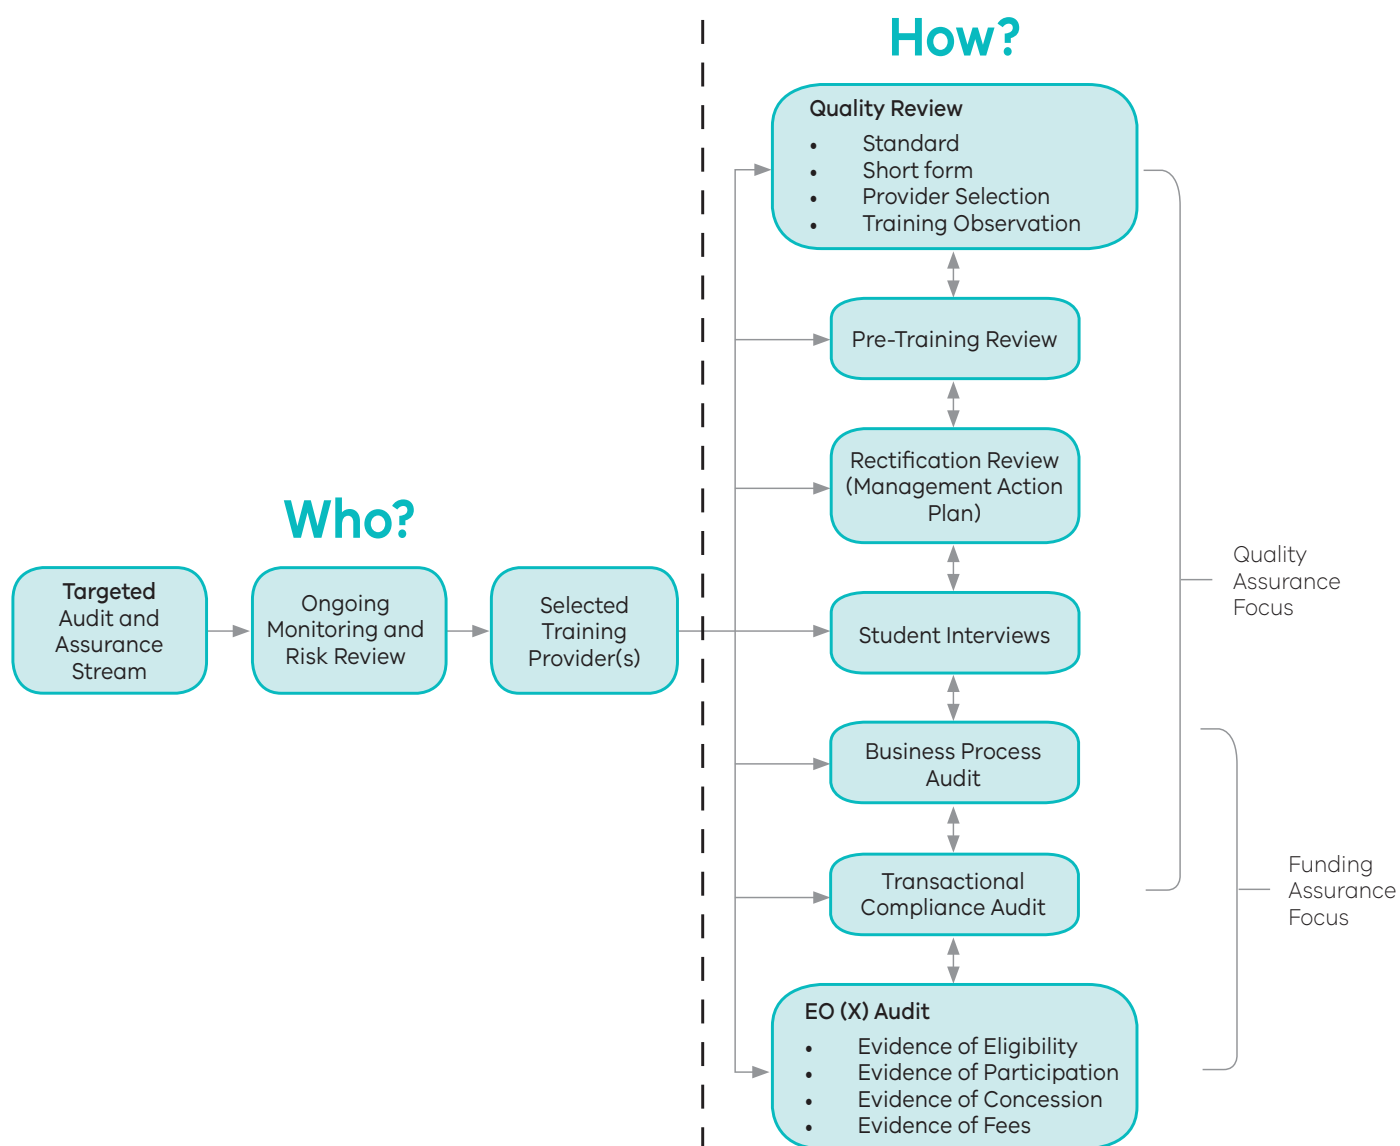 How?
Quality Review
• Standard
• Short form
• Provider Selection
• Training Observation
Pre-Training Review
Rectification Review
(Management Action
Plan)
Who?
Targeted
Audit and
Assurance
Stream
Ongoing
Monitoring and
Risk Review
Selected
Training
Provider(s)
Student Interviews
Business Process
Audit
Transactional
Compliance Audit
EO (X) Audit
• Evidence of Eligibility
• Evidence of Participation
• Evidence of Concession
• Evidence of Fees
Quality
Assurance
Focus
Funding
Assurance
Focus